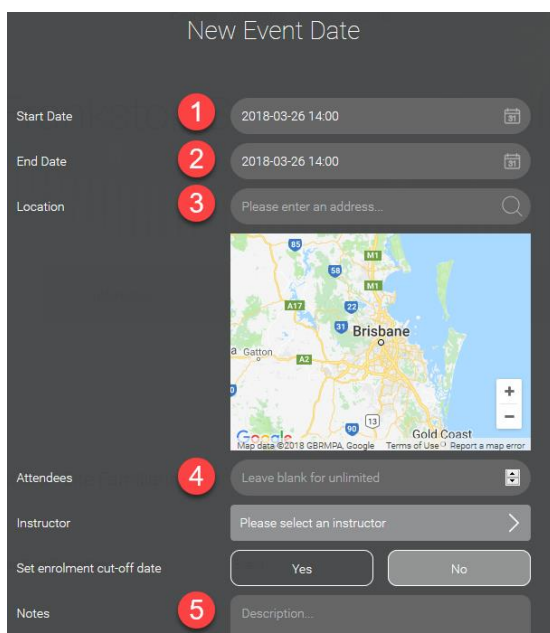 New Event Date
Start Date 1 2018-03-26 14:00 31
End Date 2 2018-03-26 14:00 31
Location 3 Please enter an address...
85
M1
58
M1
A17 22
31 Brisbane
a Gatton
A2
+
13
90
−
Gold Coast
Google
Map data ©2018 GBRMPA, Google Terms of Use Report a map error
Attendees 4 Leave blank for unlimited
Instructor Please select an instructor
Set enrolment cut-off date Yes No
Notes 5 Description...